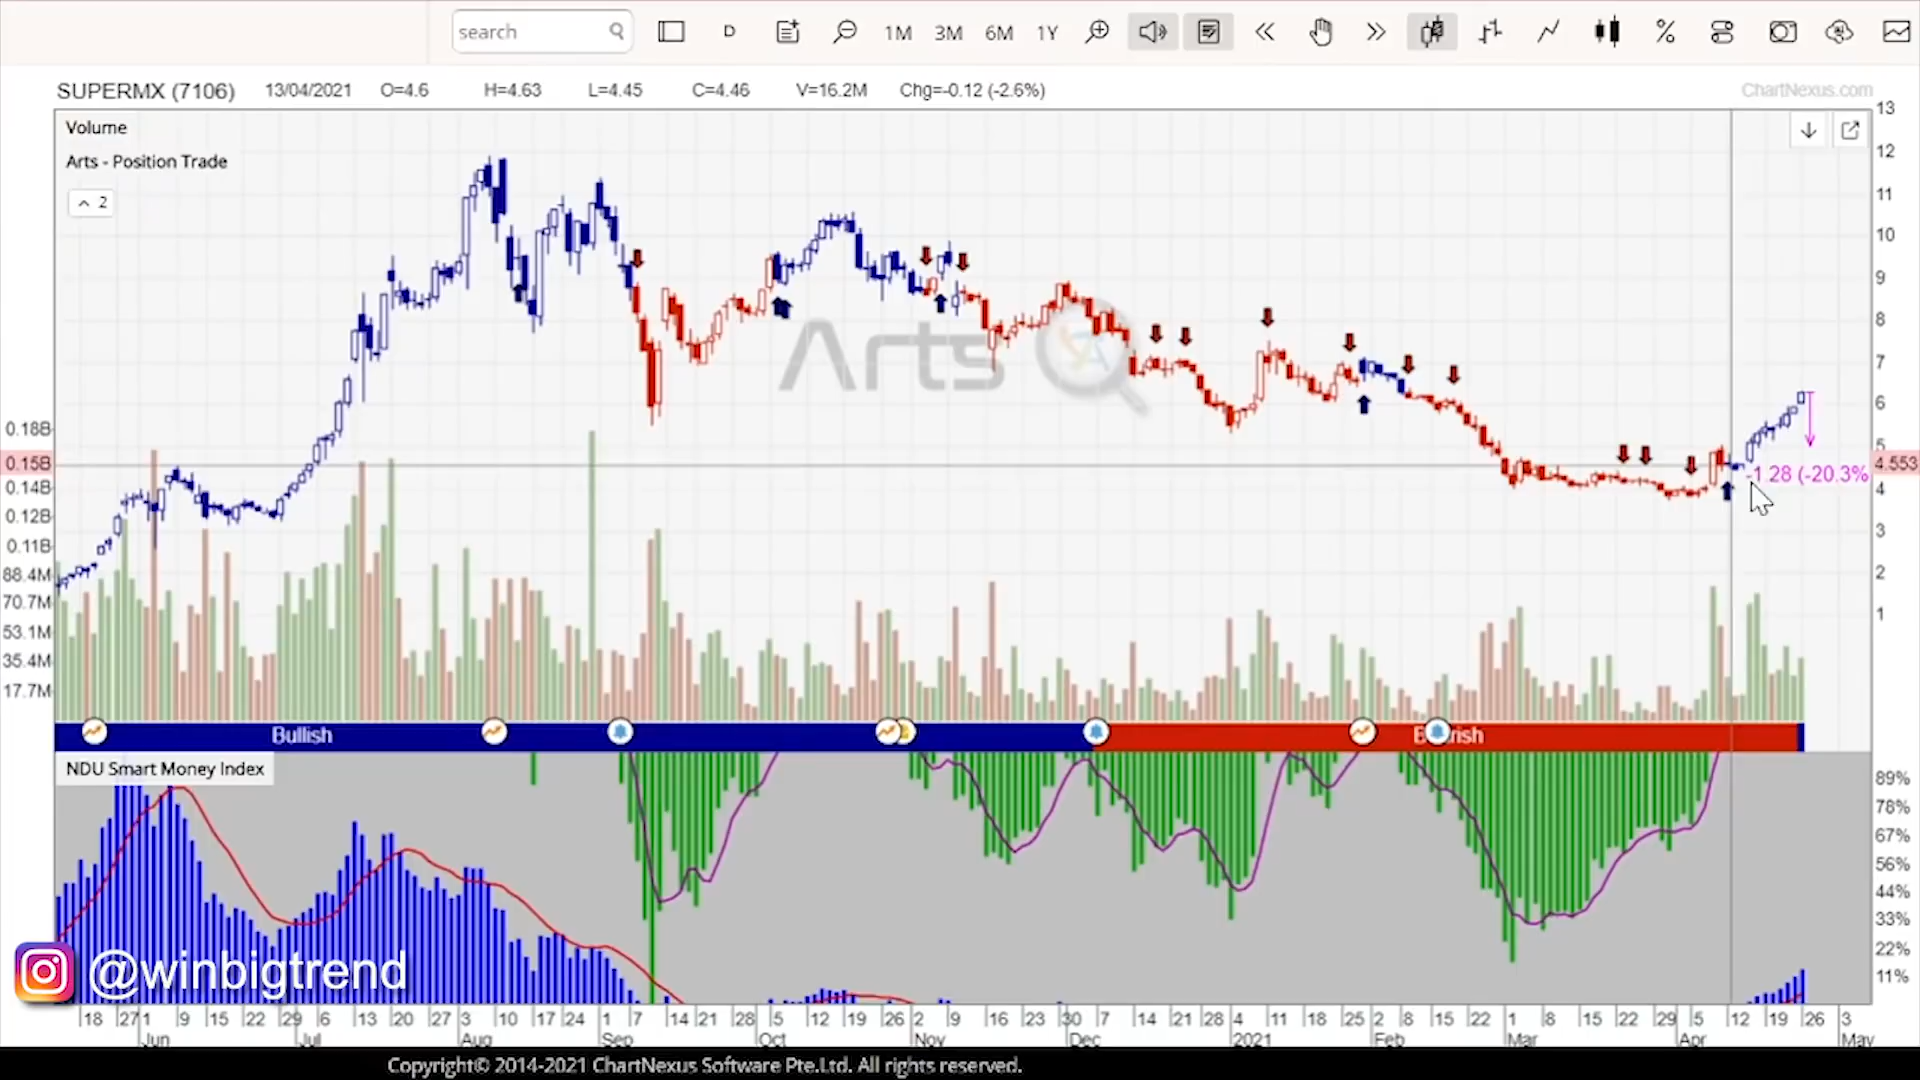 search D 1M 3M 6M 1Y %
SUPERMX (7106) 13/04/2021 O=4.6 H=4.63 L=4.45 C=4.46 V=16.2M Chg=-0.12 (-2.6%)
ChartNexus.com
Volume
Arts - Position Trade
2
Arts
13
12
11
10
9
8
7
6
5
4.553
4
3
2
1
0.18B
0.15B
0.14B
0.12B
0.11B
88.4M
70.7M
53.1M
35.4M
17.7M
-1.28 (-20.3%
Bullish
NDU Smart Money Index
89%
78%
67%
56%
44%
33%
22%
11%
@winbigtrend
18 27 1 9 15 22 29 6 13 20 27 3 10 17 24 1 7 14 21 28 5 12 19 26 2 9 16 23 30 7 14 21 28 4 11 18 25 2 8 15 22 1 8 15 22 29 5 12 19 26 3
Jun Jul Aug Sep Oct Nov Dec 2021 Feb Mar Apr May
Copyright© 2014-2021 ChartNexus Software Pte.Ltd. All rights reserved.